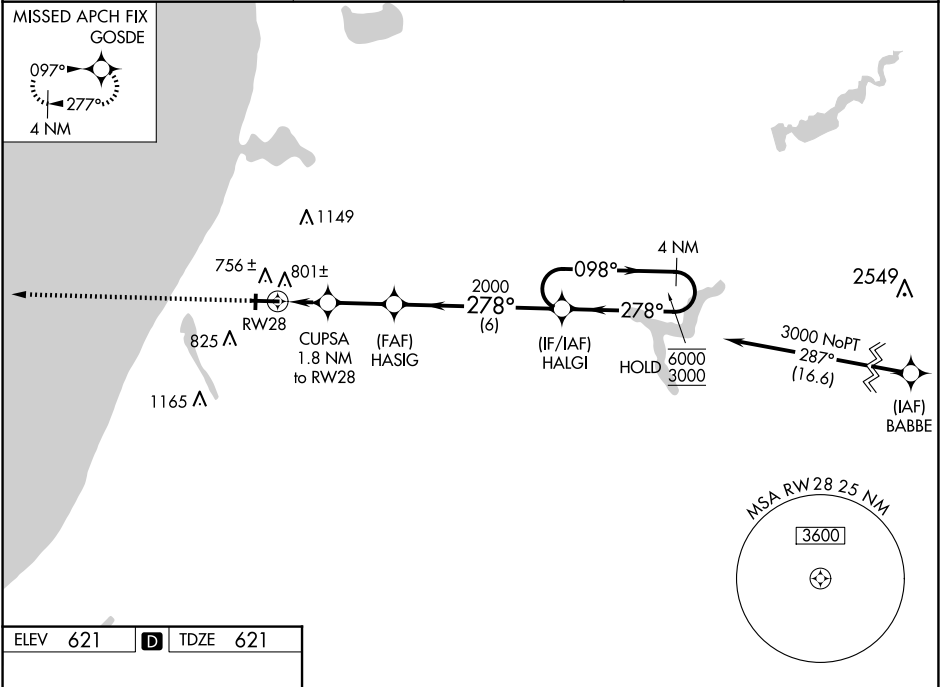 MISSED APCH FIX
GOSDE
097°
277°
4 NM
1149
4 NM
756 ±
801±
098°
2549
2000
278°
(6)
278°
RW28
825
CUPSA
1.8 NM
to RW28
(FAF)
HASIG
(IF/IAF)
HALGI
HOLD
6000
3000
3000 NoPT
287°
(16.6)
1165
(IAF)
BABBE
MSA RW 28 25 NM
3600
ELEV 621 D TDZE 621